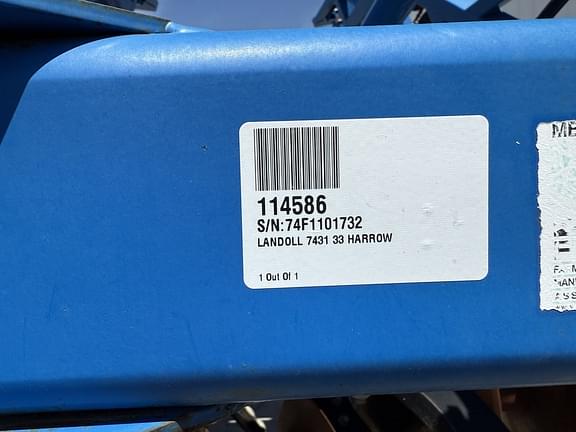 114586
S/N:74F1101732
LANDOLL 7431 33 HARROW
1 Out Of 1